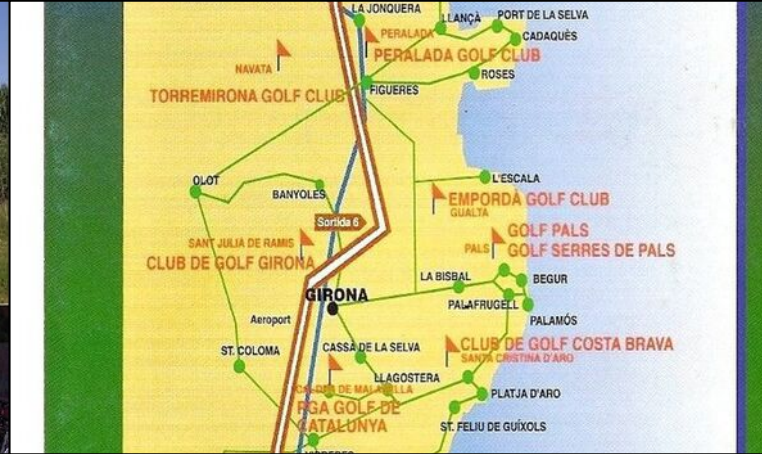 LA JONQUERA
LLANÇÀ
PORT DE LA SELVA
CADAQUÈS
PERALADA
PERALADA GOLF CLUB
NAVATA
ROSES
TORREMIRONA GOLF CLUB
FIGUERES
OLOT
BANYOLES
L'ESCALA
EMPORDÀ GOLF CLUB
GUALTA
Sortida 6
GOLF PALS
PALS
GOLF SERRES DE PALS
SANT JULIÀ DE RAMIS
CLUB DE GOLF GIRONA
LA BISBAL
BEGUR
GIRONA
PALAFRUGELL
PALAMÓS
Aeroport
ST. COLOMA
CASSÀ DE LA SELVA
CLUB DE GOLF COSTA BRAVA
SANTA CRISTINA D'ARO
LLAGOSTERA
CALDES DE MALAVELLA
PLATJA D'ARO
PGA GOLF DE
CATALUNYA
ST. FELIU DE GUÍXOLS